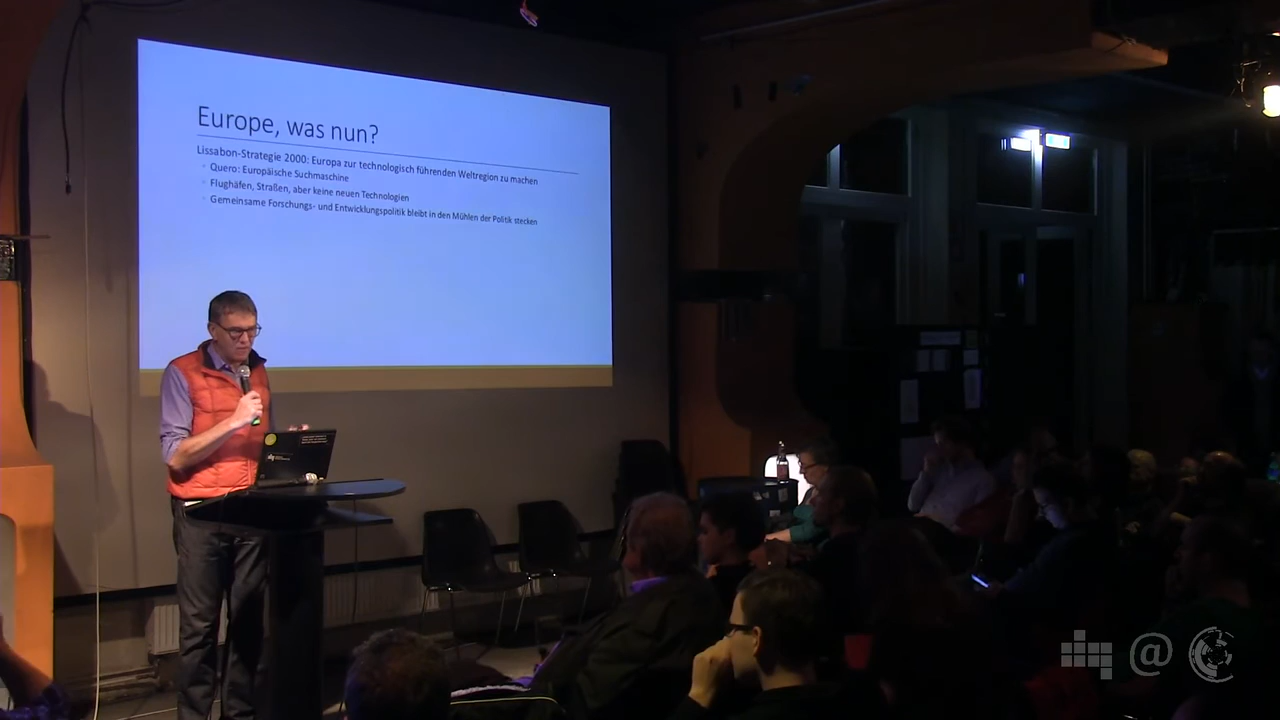 Europe, was nun?
Lissabon-Strategie 2000: Europa zur technologisch führenden Weltregion zu machen
Quero: Europäische Suchmaschine
Flughäfen, Straßen, aber keine neuen Technologien
Gemeinsame Forschungs- und Entwicklungspolitik bleibt in den Mühlen der Politik stecken
@